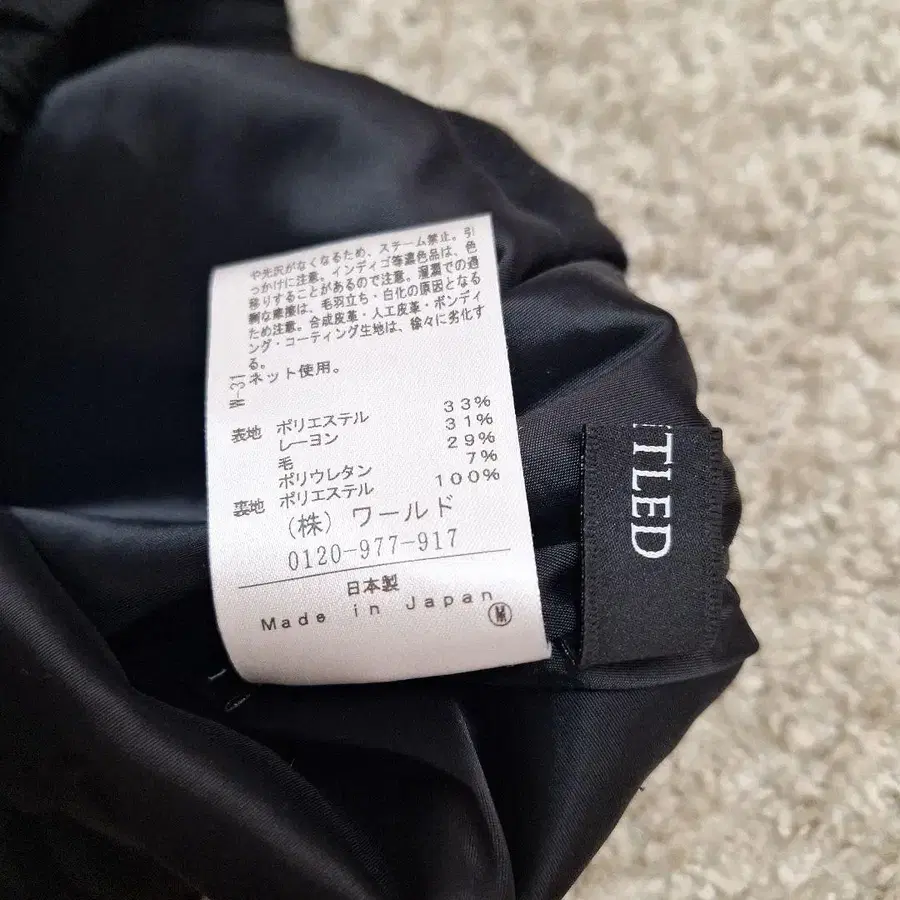 や光沢がなくなるため、スチーム禁止。引
っかけに注意。インディゴ等濃色品は、色
移りすることがあるので注意。湿潤での過
剰な摩擦は、毛羽立ち・白化の原因となる
ため注意。合成皮革・人工皮革・ボンディ
ング・コーティング生地は、徐々に劣化す
る。
ネット使用。
W-31
表地 ポリエステル 33%
レーヨン 31%
毛 29%
ポリウレタン 7%
裏地 ポリエステル 100%
(株) ワールド
0120-977-917
日本製
Made in Japan
M
TLED